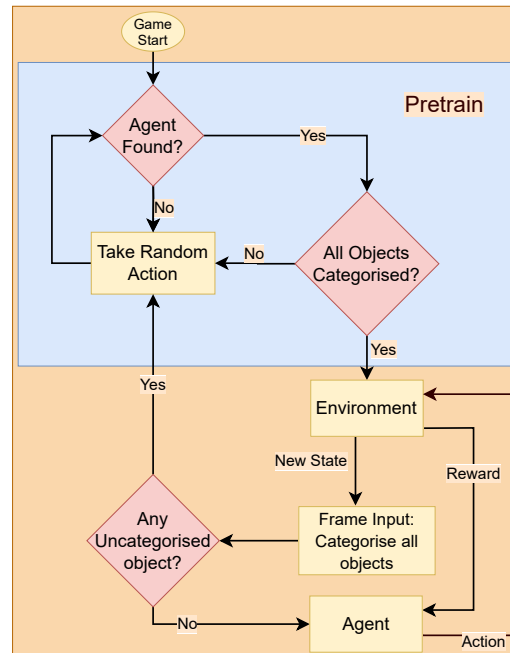 Game
Start
Pretrain
Agent
Found?
Yes
No
Take Random
Action
No
All Objects
Categorised?
Yes
Yes
Environment
New State
Reward
Any
Uncategorised
object?
Frame Input:
Categorise all
objects
No
Agent
Action